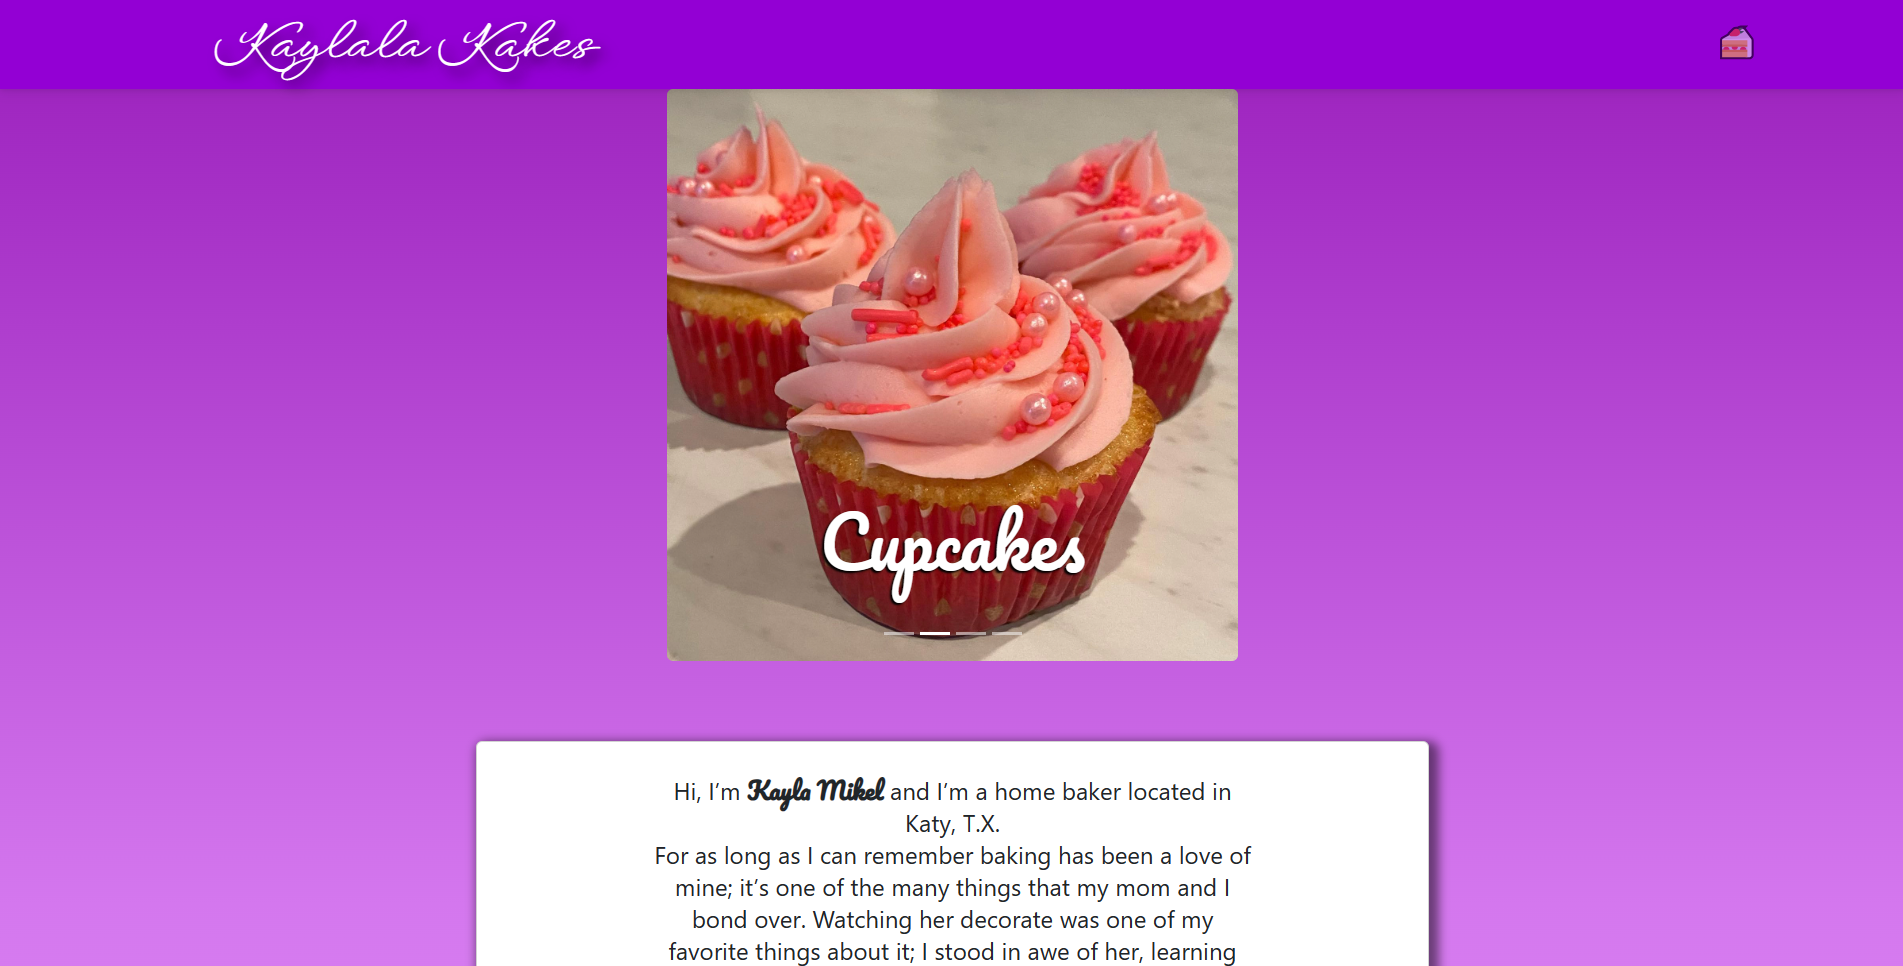 Kaylala Kakes
Cupcakes
Hi, I’m Kayla Mikel and I’m a home baker located in
Katy, T.X.
For as long as I can remember baking has been a love of
mine; it’s one of the many things that my mom and I
bond over. Watching her decorate was one of my
favorite things about it; I stood in awe of her, learning